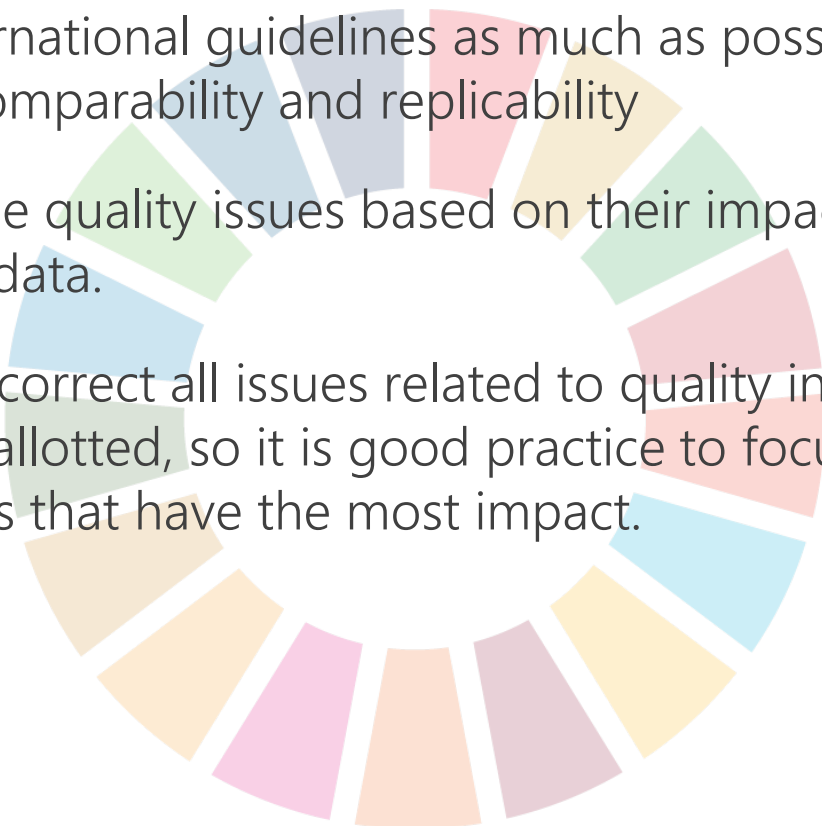 rnational guidelines as much as poss
omparability and replicability
e quality issues based on their impa
data.
correct all issues related to quality in
allotted, so it is good practice to focu
s that have the most impact.